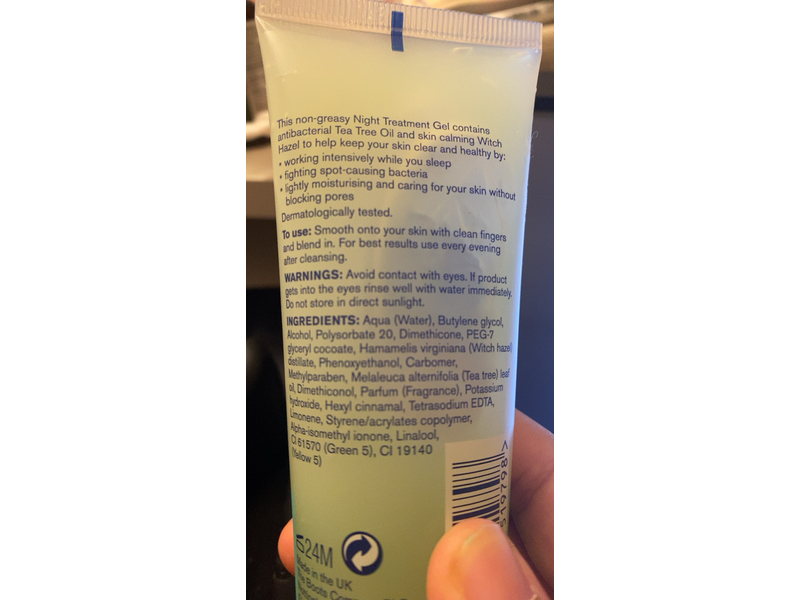 This non-greasy Night Treatment Gel contains
antibacterial Tea Tree Oil and skin calming Witch
Hazel to help keep your skin clear and healthy by:
• working intensively while you sleep
• fighting spot-causing bacteria
• lightly moisturising and caring for your skin without
blocking pores
Dermatologically tested.
To use: Smooth onto your skin with clean fingers
and blend in. For best results use every evening
after cleansing.
WARNINGS: Avoid contact with eyes. If product
gets into the eyes rinse well with water immediately.
Do not store in direct sunlight.
INGREDIENTS: Aqua (Water), Butylene glycol,
Alcohol, Polysorbate 20, Dimethicone, PEG-7
glyceryl cocoate, Hamamelis virginiana (Witch hazel)
distillate, Phenoxyethanol, Carbomer,
Methylparaben, Melaleuca alternifolia (Tea tree) leaf
oil, Dimethiconol, Parfum (Fragrance), Potassium
hydroxide, Hexyl cinnamal, Tetrasodium EDTA,
Limonene, Styrene/acrylates copolymer,
Alpha-isomethyl ionone, Linalool,
CI 61570 (Green 5), CI 19140
(Yellow 5)
24M
Made in the UK
The Boots